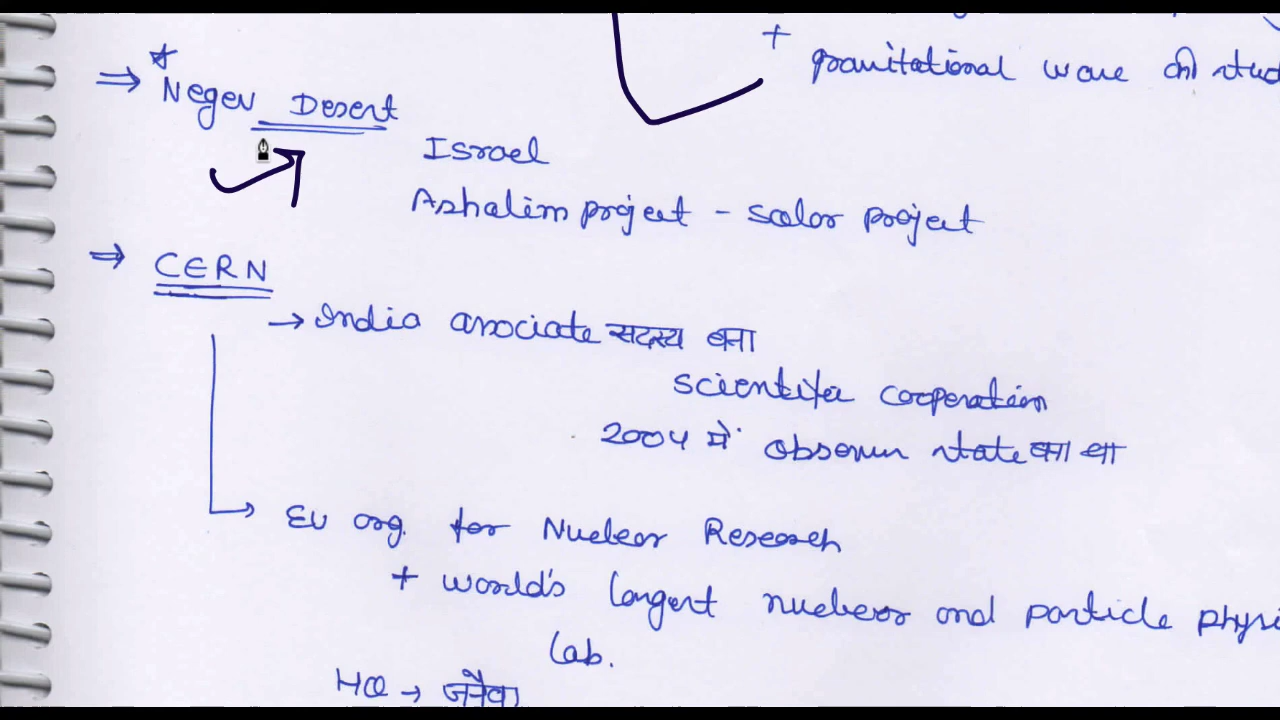 + gravitational wave की stud
⇒ * Negev Desert
Israel
Ashalim project - solar project
⇒ CERN
→ India associate सदस्य बना
scientific cooperation
2004 में observer state बना था
→ EU org. for Nuclear Research
+ world's largest nuclear and particle physi
Lab.
HQ → जनेवा